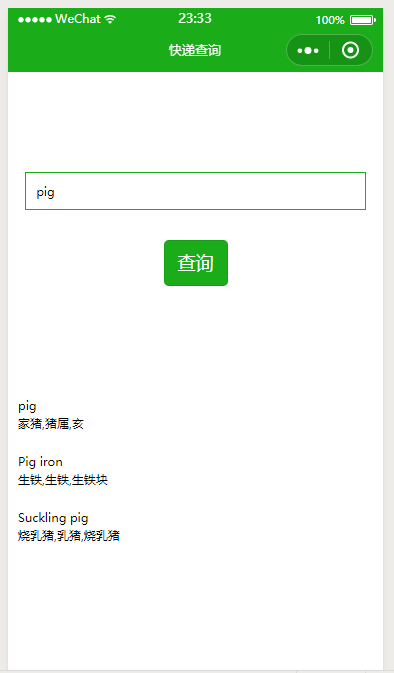 WeChat
23:33
100%
快递查询
pig
查询
pig
家猪,猪属,亥
Pig iron
生铁,生铁,生铁块
Suckling pig
烧乳猪,乳猪,烧乳猪